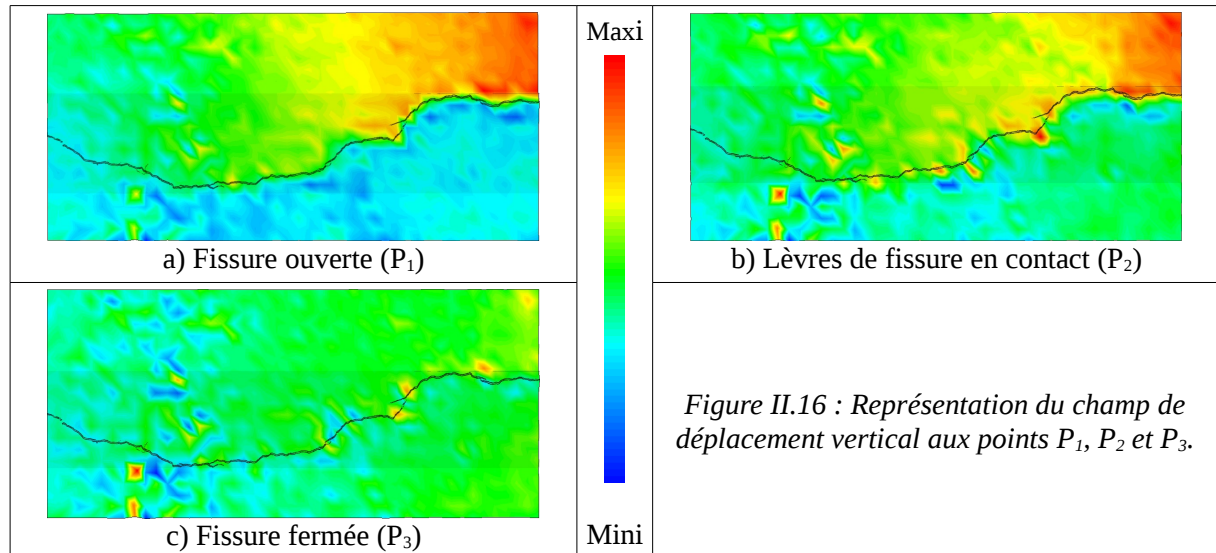 Maxi
a) Fissure ouverte (P₁)
b) Lèvres de fissure en contact (P₂)
c) Fissure fermée (P₃)
Mini
Figure II.16 : Représentation du champ de
déplacement vertical aux points P₁, P₂ et P₃.